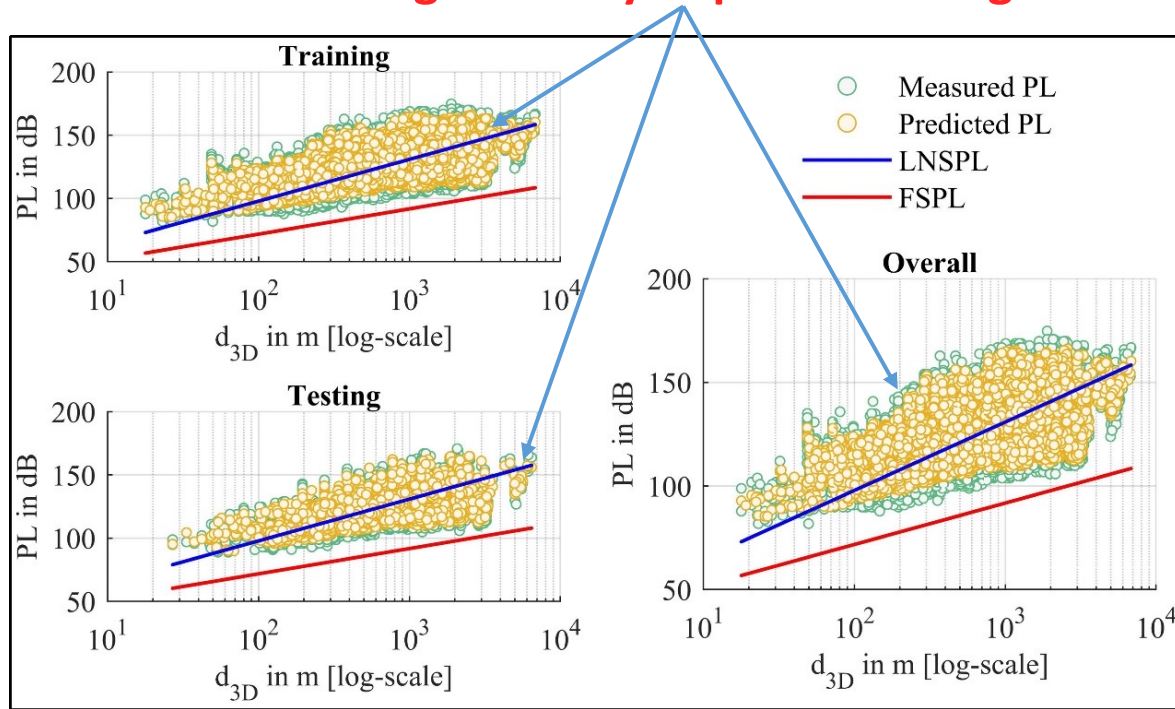 Training
200
150
100
50
PL in dB
10^1 10^2 10^3 10^4
d_3D in m [log-scale]
Measured PL
Predicted PL
LNSPL
FSPL
Testing
200
150
100
50
PL in dB
10^1 10^2 10^3 10^4
d_3D in m [log-scale]
Overall
200
150
100
50
PL in dB
10^1 10^2 10^3 10^4
d_3D in m [log-scale]